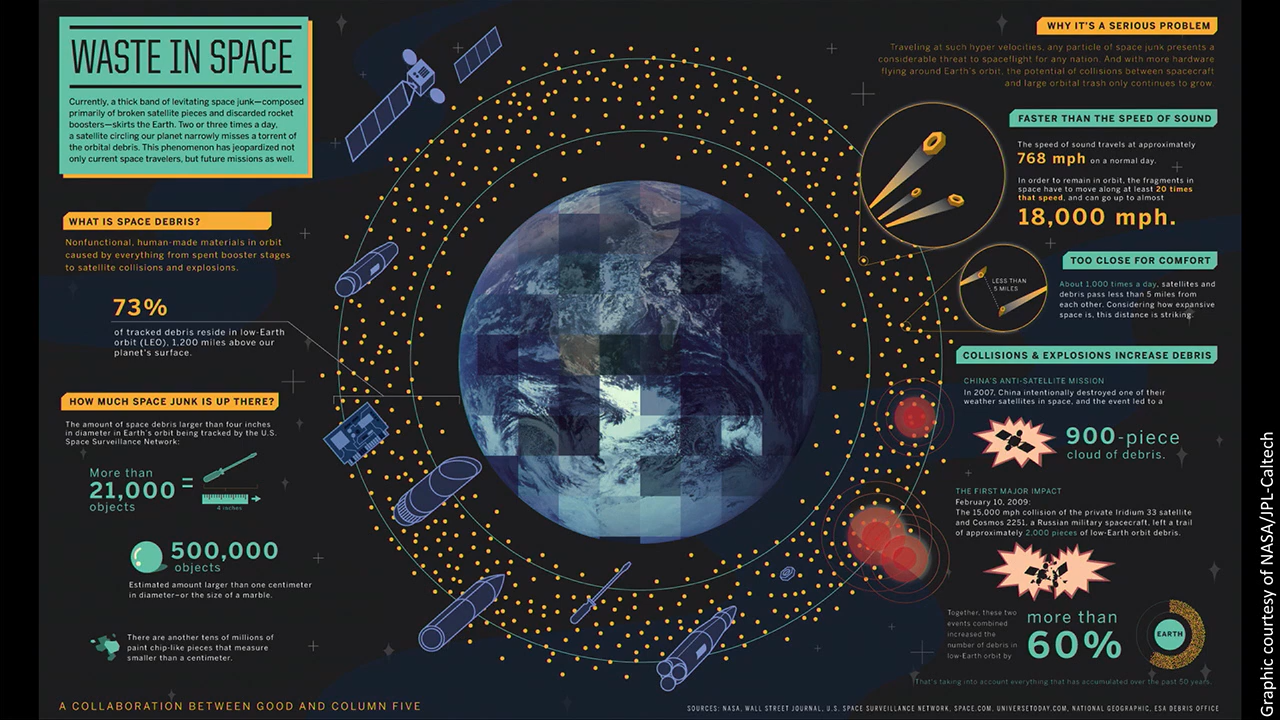 WASTE IN SPACE
Currently, a thick band of levitating space junk—composed
primarily of broken satellite pieces and discarded rocket
boosters—skirts the Earth. Two or three times a day,
a satellite circling our planet narrowly misses a torrent of
the orbital debris. This phenomenon has jeopardized not
only current space travelers, but future missions as well.
WHAT IS SPACE DEBRIS?
Nonfunctional, human-made materials in orbit
caused by everything from spent booster stages
to satellite collisions and explosions.
73%
of tracked debris reside in low-Earth
orbit (LEO), 1,200 miles above our
planet's surface.
HOW MUCH SPACE JUNK IS UP THERE?
The amount of space debris larger than four inches
in diameter in Earth's orbit being tracked by the U.S.
Space Surveillance Network:
More than
21,000 =
objects
4 inches
500,000
objects
Estimated amount larger than one centimeter
in diameter–or the size of a marble.
There are another tens of millions of
paint chip-like pieces that measure
smaller than a centimeter.
WHY IT'S A SERIOUS PROBLEM
Traveling at such hyper velocities, any particle of space junk presents a
considerable threat to spaceflight for any nation. And with more hardware
flying around Earth's orbit, the potential of collisions between spacecraft
and large orbital trash only continues to grow.
FASTER THAN THE SPEED OF SOUND
The speed of sound travels at approximately
768 mph on a normal day.
In order to remain in orbit, the fragments in
space have to move along at least 20 times
that speed, and can go up to almost
18,000 mph.
TOO CLOSE FOR COMFORT
LESS THAN
5 MILES
About 1,000 times a day, satellites and
debris pass less than 5 miles from
each other. Considering how expansive
space is, this distance is striking.
COLLISIONS & EXPLOSIONS INCREASE DEBRIS
CHINA'S ANTI-SATELLITE MISSION
In 2007, China intentionally destroyed one of their
weather satellites in space, and the event led to a
900-piece
cloud of debris.
THE FIRST MAJOR IMPACT
February 10, 2009:
The 15,000 mph collision of the private Iridium 33 satellite
and Cosmos 2251, a Russian military spacecraft, left a trail
of approximately 2,000 pieces of low-Earth orbit debris.
Together, these two
events combined
increased the
number of debris in
low-Earth orbit by
more than
60%
EARTH
That's taking into account everything that has accumulated over the past 50 years.
A COLLABORATION BETWEEN GOOD AND COLUMN FIVE
SOURCES: NASA, WALL STREET JOURNAL, U.S. SPACE SURVEILLANCE NETWORK, SPACE.COM, UNIVERSETODAY.COM, NATIONAL GEOGRAPHIC, ESA DEBRIS OFFICE
Graphic courtesy of NASA/JPL-Caltech